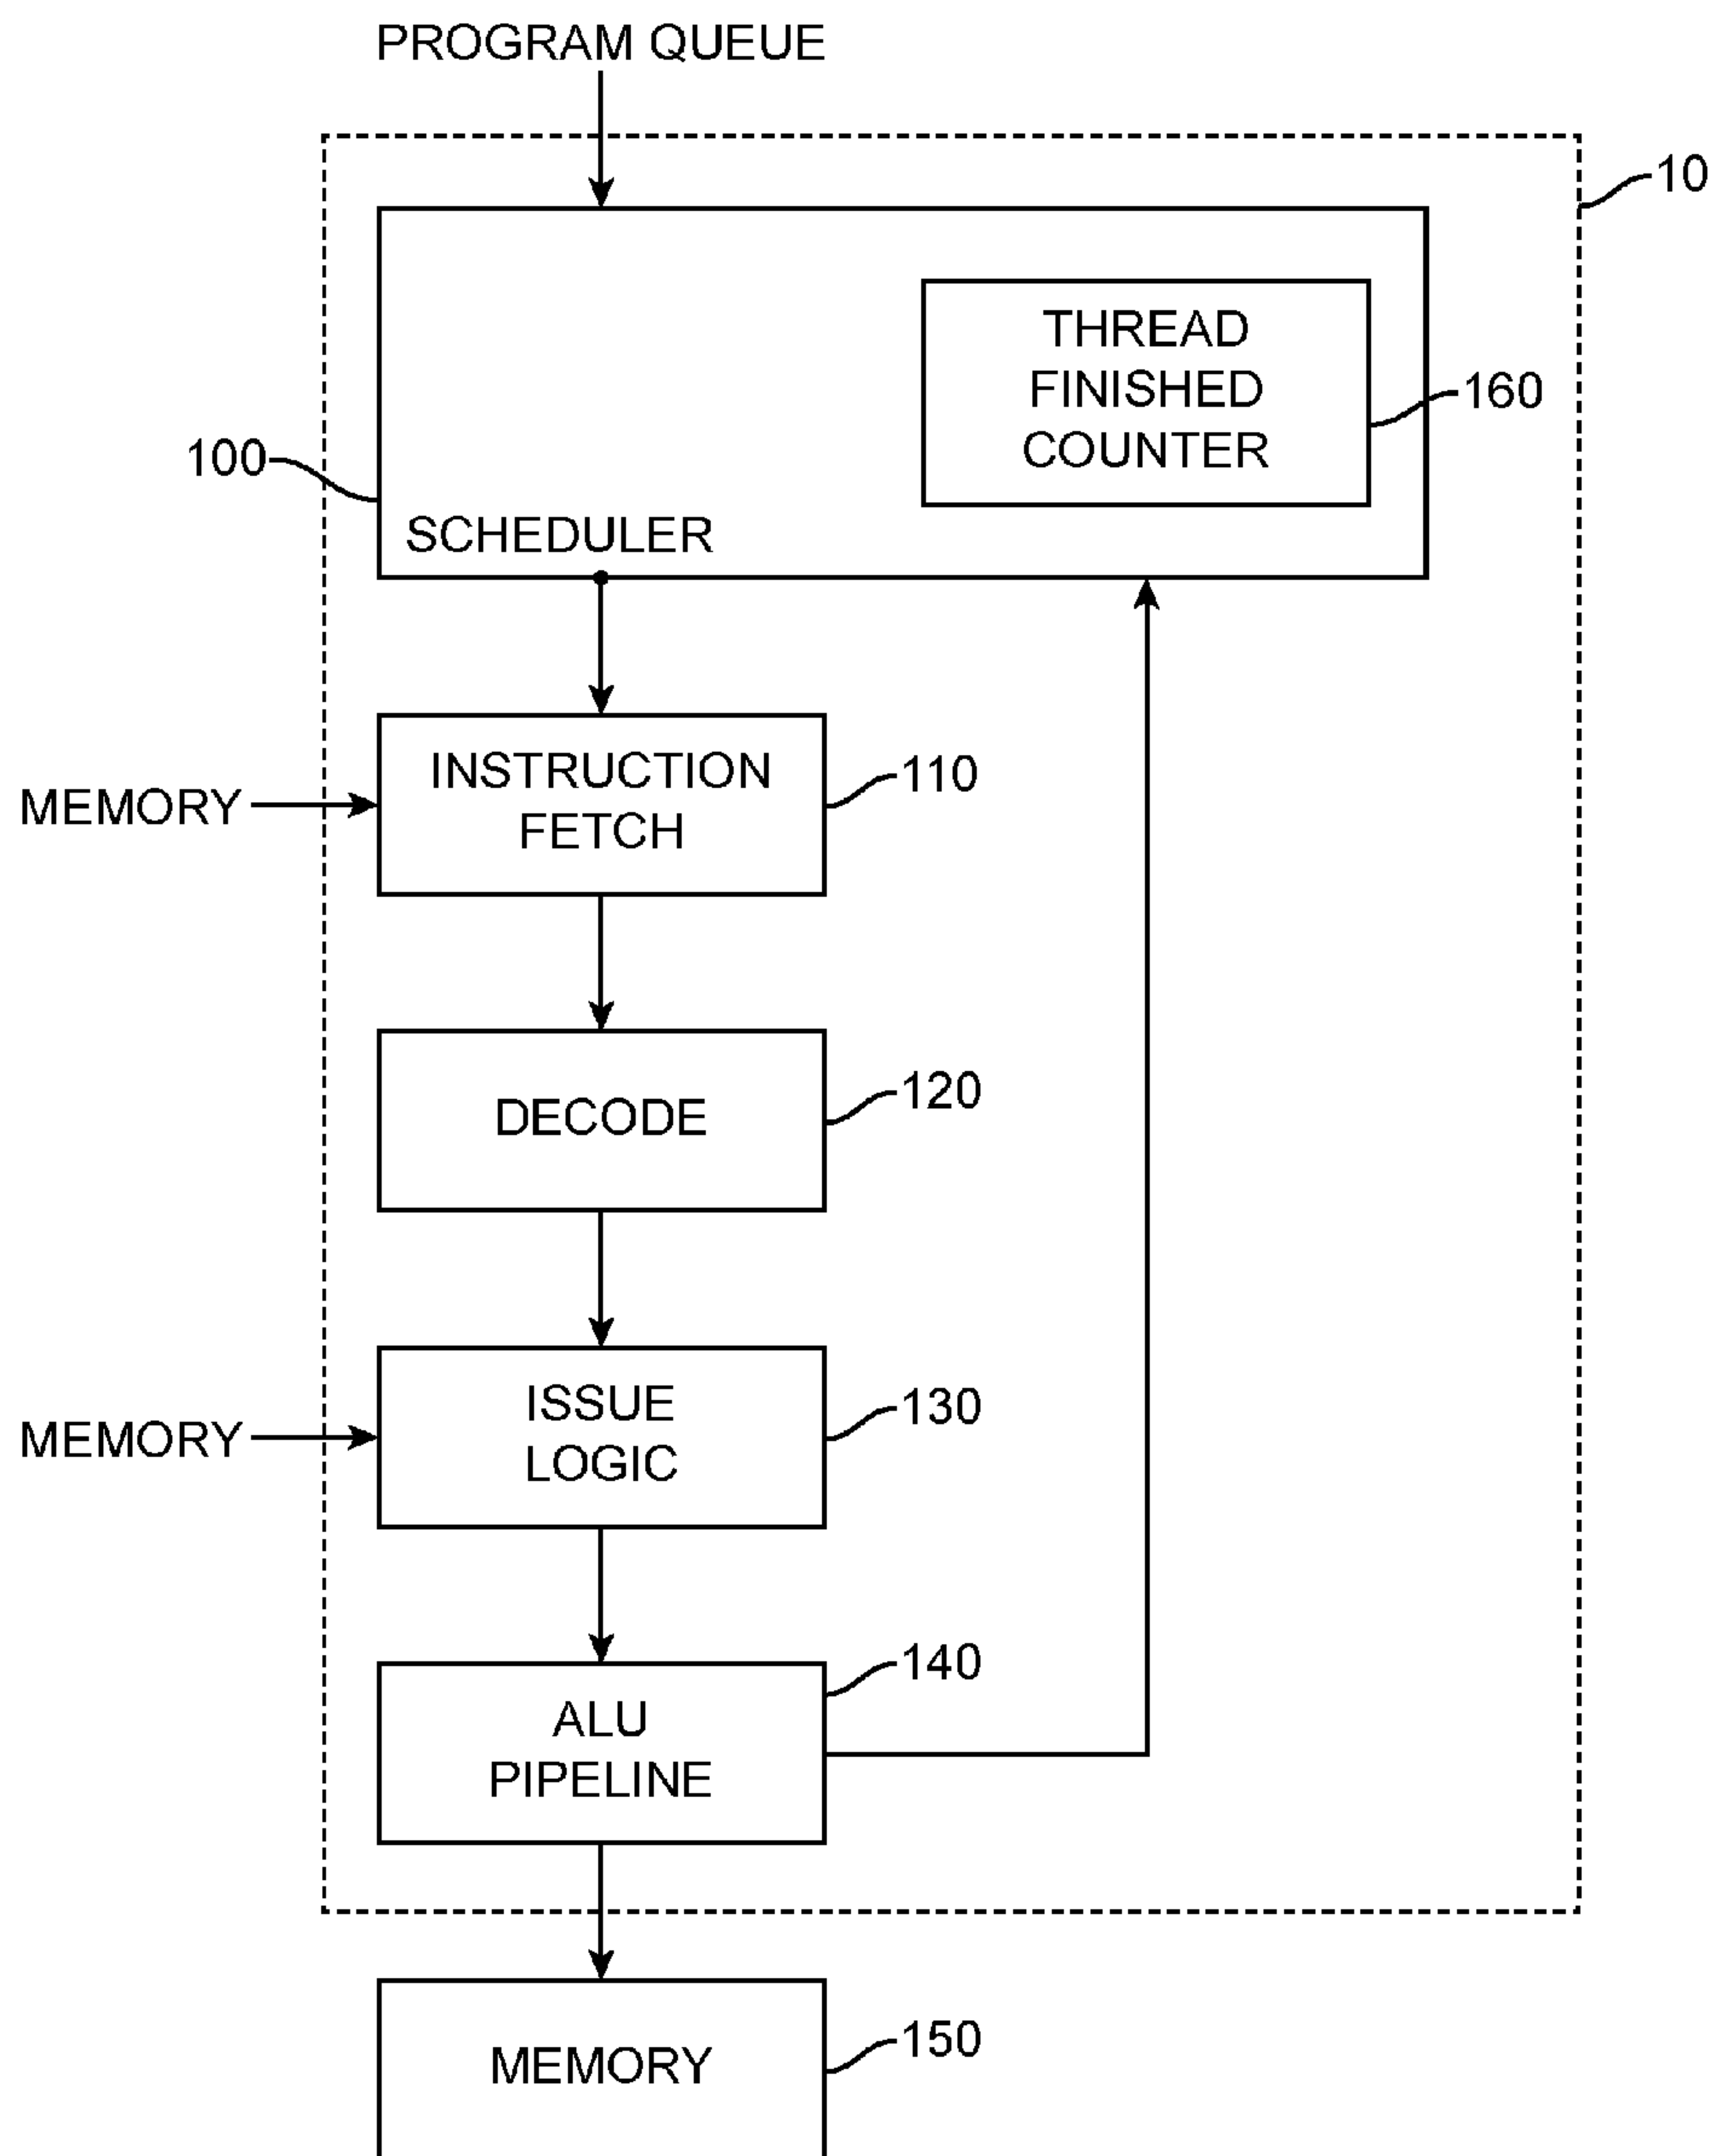 PROGRAM QUEUE
10
THREAD
FINISHED
COUNTER
160
100
SCHEDULER
INSTRUCTION
FETCH
110
MEMORY
DECODE
120
ISSUE
LOGIC
130
MEMORY
ALU
PIPELINE
140
MEMORY
150